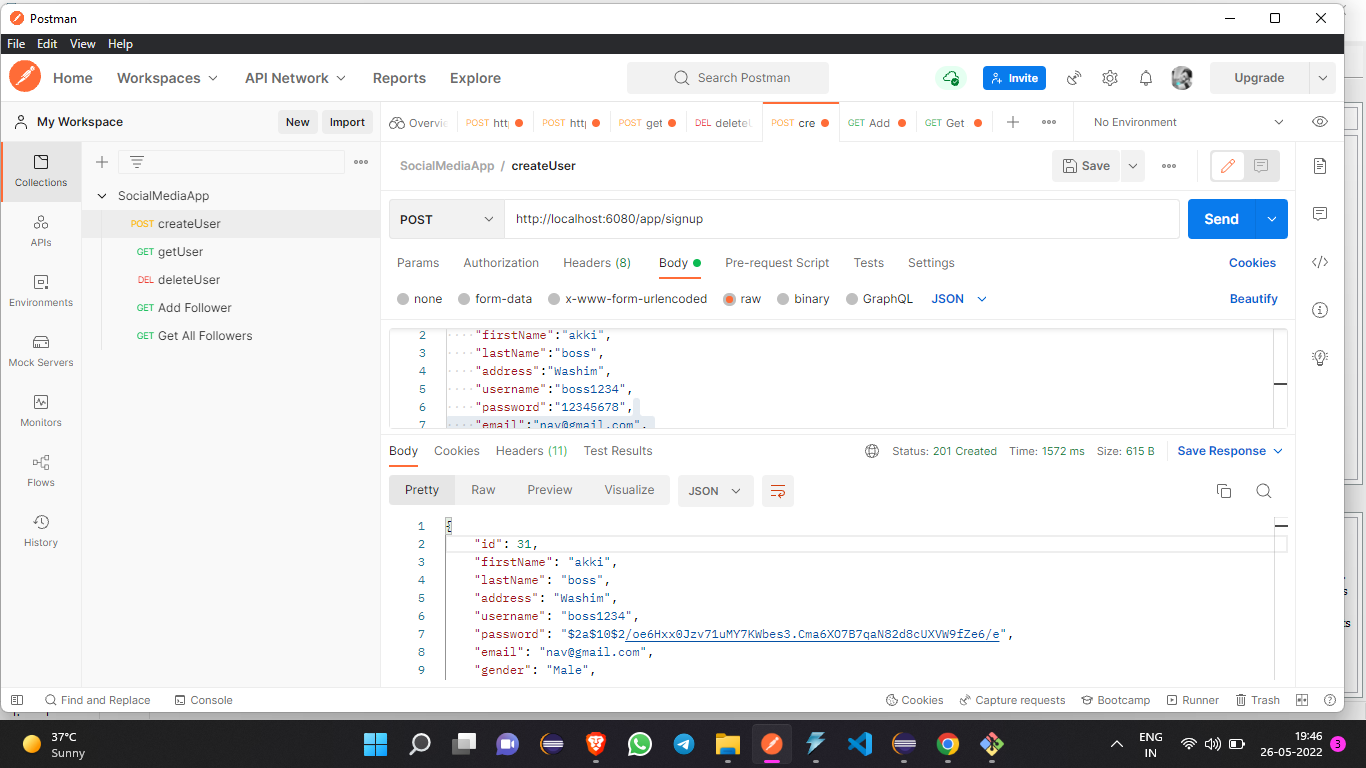 Postman
File Edit View Help
Home Workspaces API Network Reports Explore Search Postman Invite Upgrade
My Workspace New Import
Overvie POST htt POST htt POST get DEL delete POST cre GET Add GET Get No Environment
Collections
APIs
Environments
Mock Servers
Monitors
Flows
History
SocialMediaApp
POST createUser
GET getUser
DEL deleteUser
GET Add Follower
GET Get All Followers
SocialMediaApp / createUser Save
POST http://localhost:6080/app/signup Send
Params Authorization Headers (8) Body Pre-request Script Tests Settings Cookies
none form-data x-www-form-urlencoded raw binary GraphQL JSON Beautify
2 "firstName":"akki",
3 "lastName":"boss",
4 "address":"Washim",
5 "username":"boss1234",
6 "password":"12345678",
7 "email":"nav@gmail.com",
Body Cookies Headers (11) Test Results Status: 201 Created Time: 1572 ms Size: 615 B Save Response
Pretty Raw Preview Visualize JSON
1 {
2 "id": 31,
3 "firstName": "akki",
4 "lastName": "boss",
5 "address": "Washim",
6 "username": "boss1234",
7 "password": "$2a$10$2/oe6Hxx0Jzv71uMY7KWbes3.Cma6XO7B7qaN82d8cUXVW9fZe6/e",
8 "email": "nav@gmail.com",
9 "gender": "Male",
Find and Replace Console Cookies Capture requests Bootcamp Runner Trash
37°C
Sunny
ENG
IN
19:46
26-05-2022
3